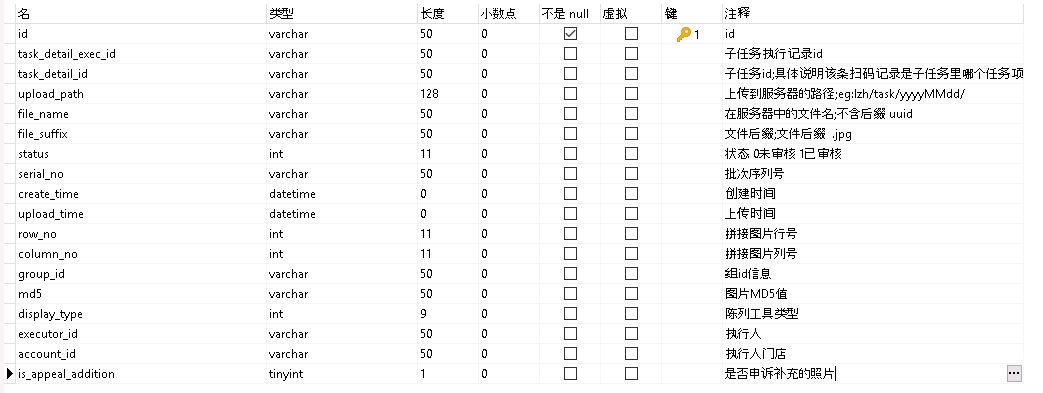 名 类型 长度 小数点 不是 null 虚拟 键 注释
id varchar 50 0 1 id
task_detail_exec_id varchar 50 0 子任务执行记录id
task_detail_id varchar 50 0 子任务id;具体说明该条扫码记录是子任务里哪个任务项
upload_path varchar 128 0 上传到服务器的路径;eg:lzh/task/yyyyMMdd/
file_name varchar 50 0 在服务器中的文件名;不含后缀 uuid
file_suffix varchar 50 0 文件后缀;文件后缀 .jpg
status int 11 0 状态 0未审核 1已审核
serial_no varchar 50 0 批次序列号
create_time datetime 0 0 创建时间
upload_time datetime 0 0 上传时间
row_no int 11 0 拼接图片行号
column_no int 11 0 拼接图片列号
group_id varchar 50 0 组id信息
md5 varchar 50 0 图片MD5值
display_type int 9 0 陈列工具类型
executor_id varchar 50 0 执行人
account_id varchar 50 0 执行人门店
is_appeal_addition tinyint 1 0 是否申诉补充的照片